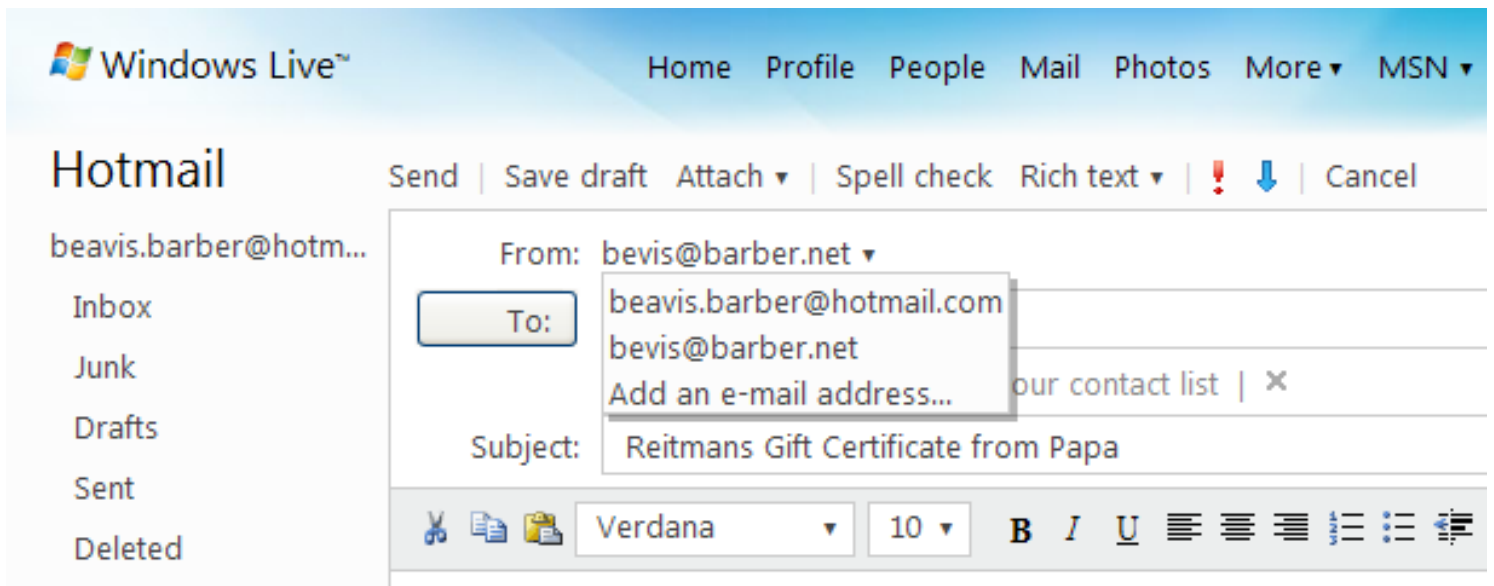 Windows Live™ Home Profile People Mail Photos More ▾ MSN ▾
Hotmail
Send | Save draft Attach ▾ | Spell check Rich text ▾ | Cancel
beavis.barber@hotm...
Inbox
Junk
Drafts
Sent
Deleted
From: bevis@barber.net ▾
To:
beavis.barber@hotmail.com
bevis@barber.net
Add an e-mail address...
our contact list | ×
Subject: Reitmans Gift Certificate from Papa
Verdana ▾ 10 ▾ B I U